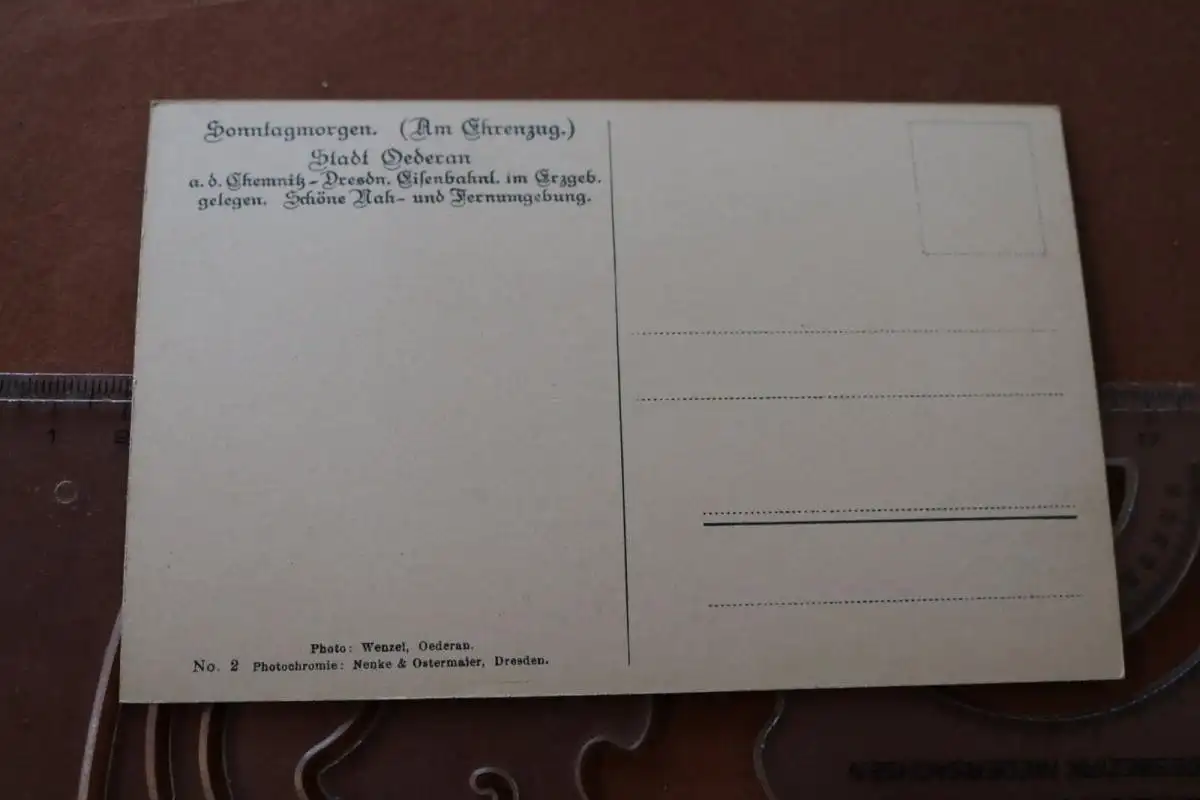 Sonntagmorgen. (Am Ehrenzug.)
Stadt Oederan
a. d. Chemnitz-Dresdn. Eisenbahnl. im Erzgeb.
gelegen. Schöne Nah- und Fernumgebung.
Photo: Wenzel, Oederan.
No. 2 Photochromie: Nenke & Ostermaier, Dresden.
1